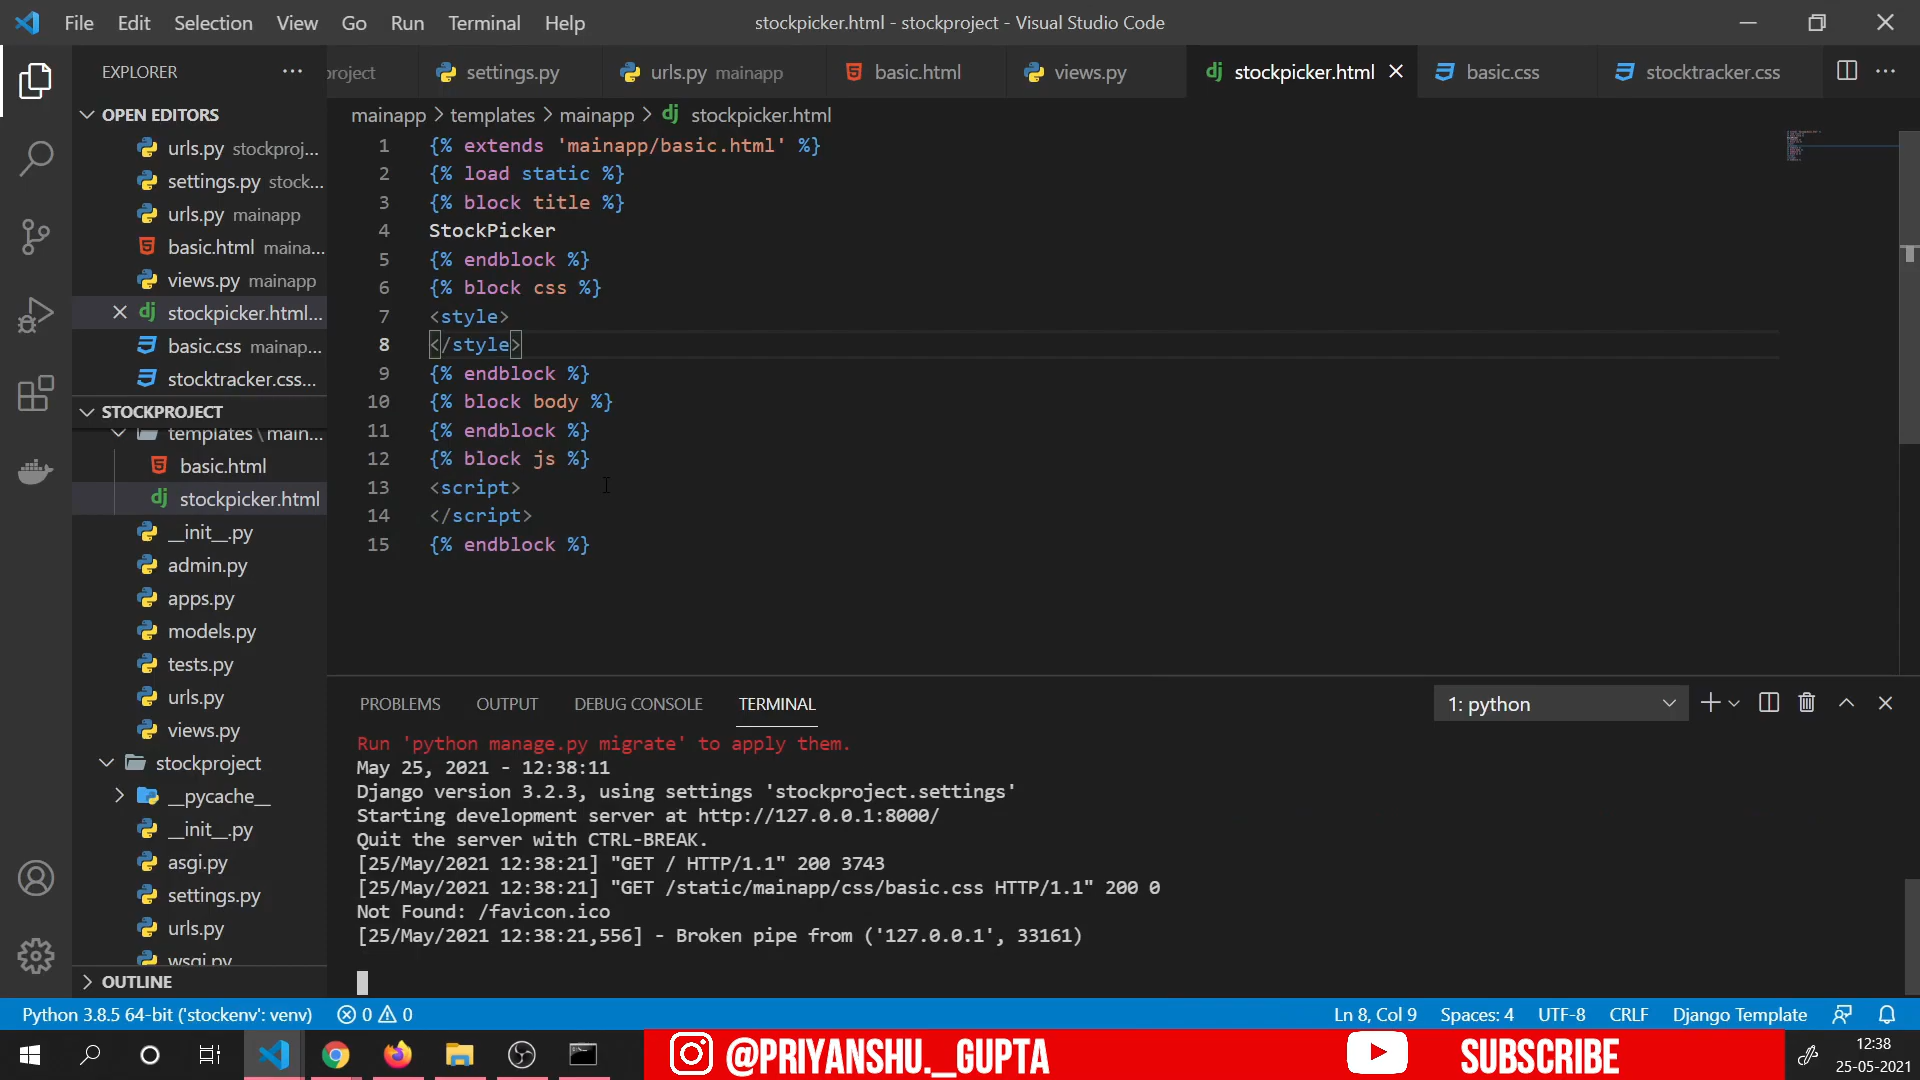 File Edit Selection View Go Run Terminal Help
stockpicker.html - stockproject - Visual Studio Code
EXPLORER
roject settings.py urls.py mainapp basic.html views.py stockpicker.html basic.css stocktracker.css
OPEN EDITORS
urls.py stockproj...
settings.py stock...
urls.py mainapp
basic.html maina...
views.py mainapp
stockpicker.html...
basic.css mainap...
stocktracker.css...
STOCKPROJECT
templates\main...
basic.html
stockpicker.html
__init__.py
admin.py
apps.py
models.py
tests.py
urls.py
views.py
stockproject
__pycache__
__init__.py
asgi.py
settings.py
urls.py
wsgi.py
OUTLINE
mainapp > templates > mainapp > stockpicker.html
1 {% extends 'mainapp/basic.html' %}
2 {% load static %}
3 {% block title %}
4 StockPicker
5 {% endblock %}
6 {% block css %}
7 <style>
8 </style>
9 {% endblock %}
10 {% block body %}
11 {% endblock %}
12 {% block js %}
13 <script>
14 </script>
15 {% endblock %}
PROBLEMS OUTPUT DEBUG CONSOLE TERMINAL
1: python
Run 'python manage.py migrate' to apply them.
May 25, 2021 - 12:38:11
Django version 3.2.3, using settings 'stockproject.settings'
Starting development server at http://127.0.0.1:8000/
Quit the server with CTRL-BREAK.
[25/May/2021 12:38:21] "GET / HTTP/1.1" 200 3743
[25/May/2021 12:38:21] "GET /static/mainapp/css/basic.css HTTP/1.1" 200 0
Not Found: /favicon.ico
[25/May/2021 12:38:21,556] - Broken pipe from ('127.0.0.1', 33161)
Python 3.8.5 64-bit ('stockenv': venv) 0 0
Ln 8, Col 9 Spaces: 4 UTF-8 CRLF Django Template
@PRIYANSHU._GUPTA
SUBSCRIBE
12:38
25-05-2021